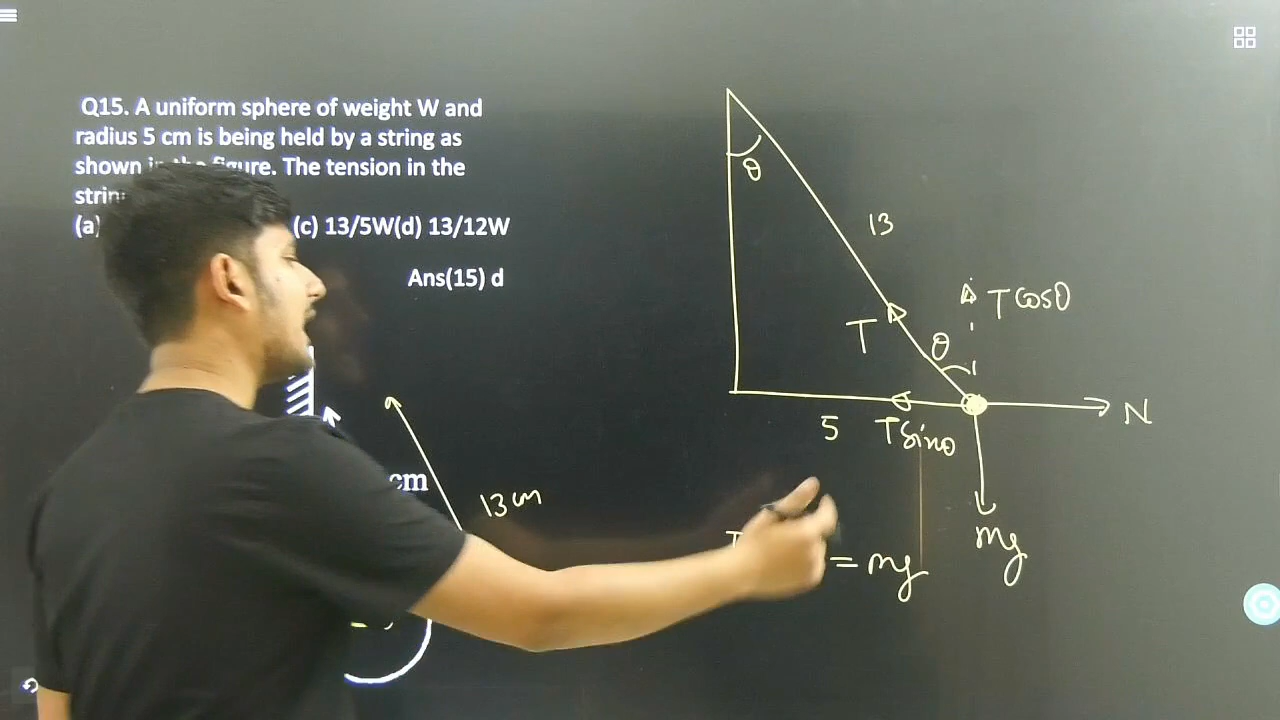 Q15. A uniform sphere of weight W and
radius 5 cm is being held by a string as
shown in the figure. The tension in the
(a) (c) 13/5W(d) 13/12W
Ans(15) d
cm
13 cm
θ
13
T cosθ
T
θ
N
5
T sinθ
mg
= mg